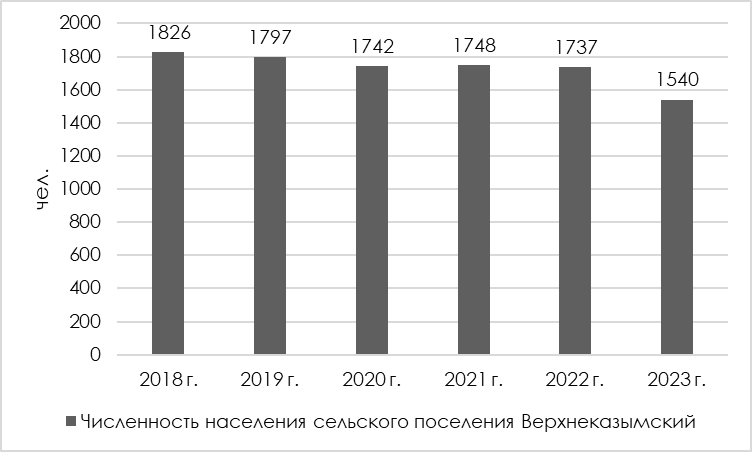 2000
1800
1600
1400
1200
1000
800
600
400
200
0
чел.
1826
1797
1742
1748
1737
1540
2018 г.
2019 г.
2020 г.
2021 г.
2022 г.
2023 г.
Численность населения сельского поселения Верхнеказымский